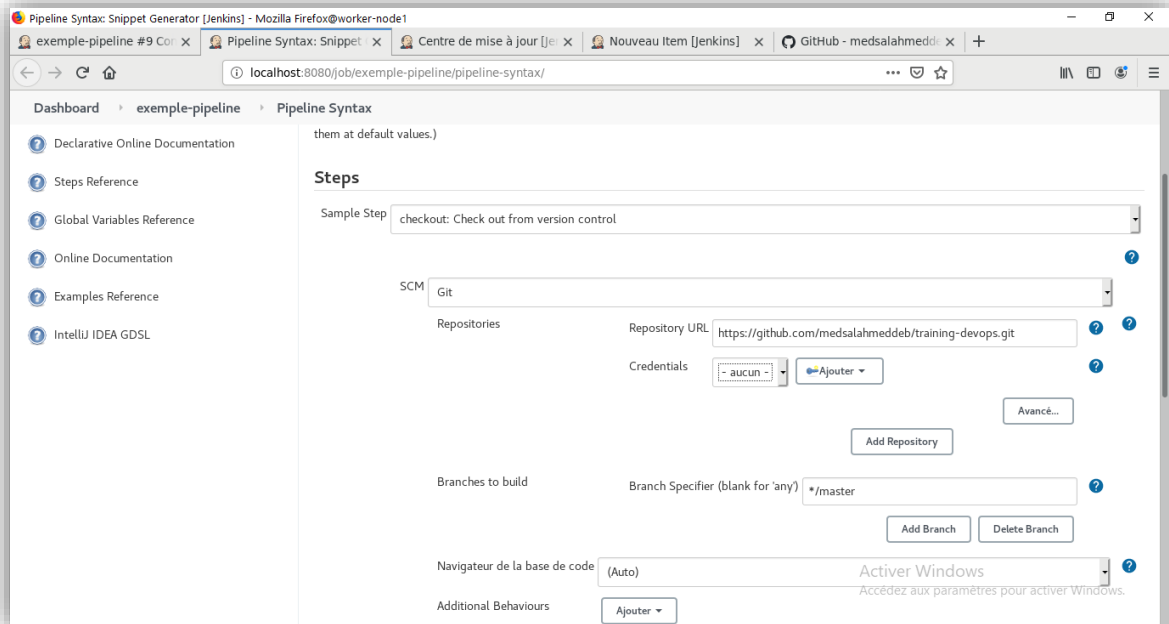 Pipeline Syntax: Snippet Generator [Jenkins] - Mozilla Firefox@worker-node1
exemple-pipeline #9 Con
Pipeline Syntax: Snippet
Centre de mise à jour [Je
Nouveau Item [Jenkins]
GitHub - medsalahmedde
localhost:8080/job/exemple-pipeline/pipeline-syntax/
Dashboard exemple-pipeline Pipeline Syntax
them at default values.)
Declarative Online Documentation
Steps Reference
Global Variables Reference
Online Documentation
Examples Reference
IntelliJ IDEA GDSL
Steps
Sample Step checkout: Check out from version control
SCM Git
Repositories Repository URL https://github.com/medsalahmeddeb/training-devops.git
Credentials - aucun - Ajouter
Avancé...
Add Repository
Branches to build Branch Specifier (blank for 'any') */master
Add Branch Delete Branch
Navigateur de la base de code (Auto)
Additional Behaviours Ajouter
Activer Windows
Accédez aux paramètres pour activer Windows.